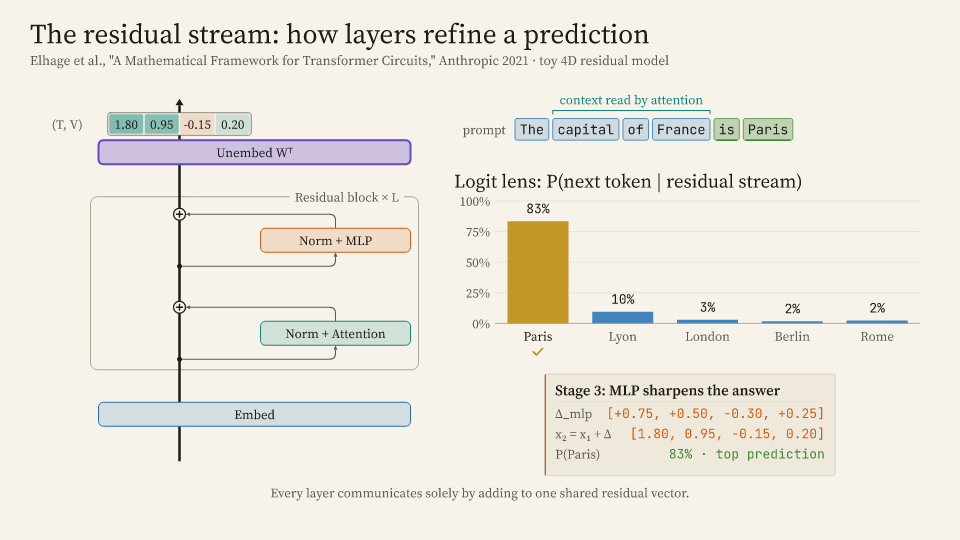 The residual stream: how layers refine a prediction
Elhage et al., "A Mathematical Framework for Transformer Circuits," Anthropic 2021 · toy 4D residual model
(T, V)
1.80 0.95 -0.15 0.20
Unembed Wᵀ
Residual block × L
Norm + MLP
Norm + Attention
Embed
context read by attention
prompt The capital of France is Paris
Logit lens: P(next token | residual stream)
100%
75%
50%
25%
0%
83%
10%
3%
2%
2%
Paris
Lyon
London
Berlin
Rome
Stage 3: MLP sharpens the answer
Δ_mlp [+0.75, +0.50, -0.30, +0.25]
x₂ = x₁ + Δ [1.80, 0.95, -0.15, 0.20]
P(Paris) 83% · top prediction
Every layer communicates solely by adding to one shared residual vector.